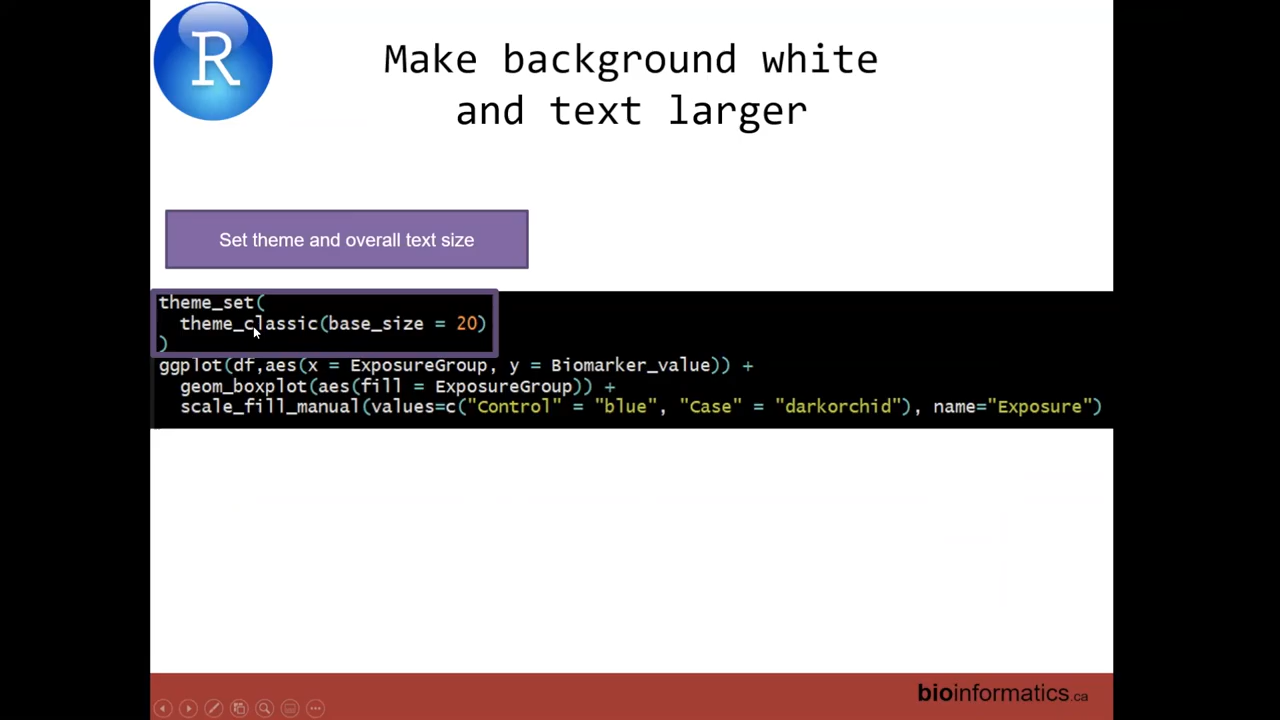 R
Make background white
and text larger
Set theme and overall text size
theme_set(
  theme_classic(base_size = 20)
)
ggplot(df,aes(x = ExposureGroup, y = Biomarker_value)) +
  geom_boxplot(aes(fill = ExposureGroup)) +
  scale_fill_manual(values=c("Control" = "blue", "Case" = "darkorchid"), name="Exposure")
bioinformatics.ca